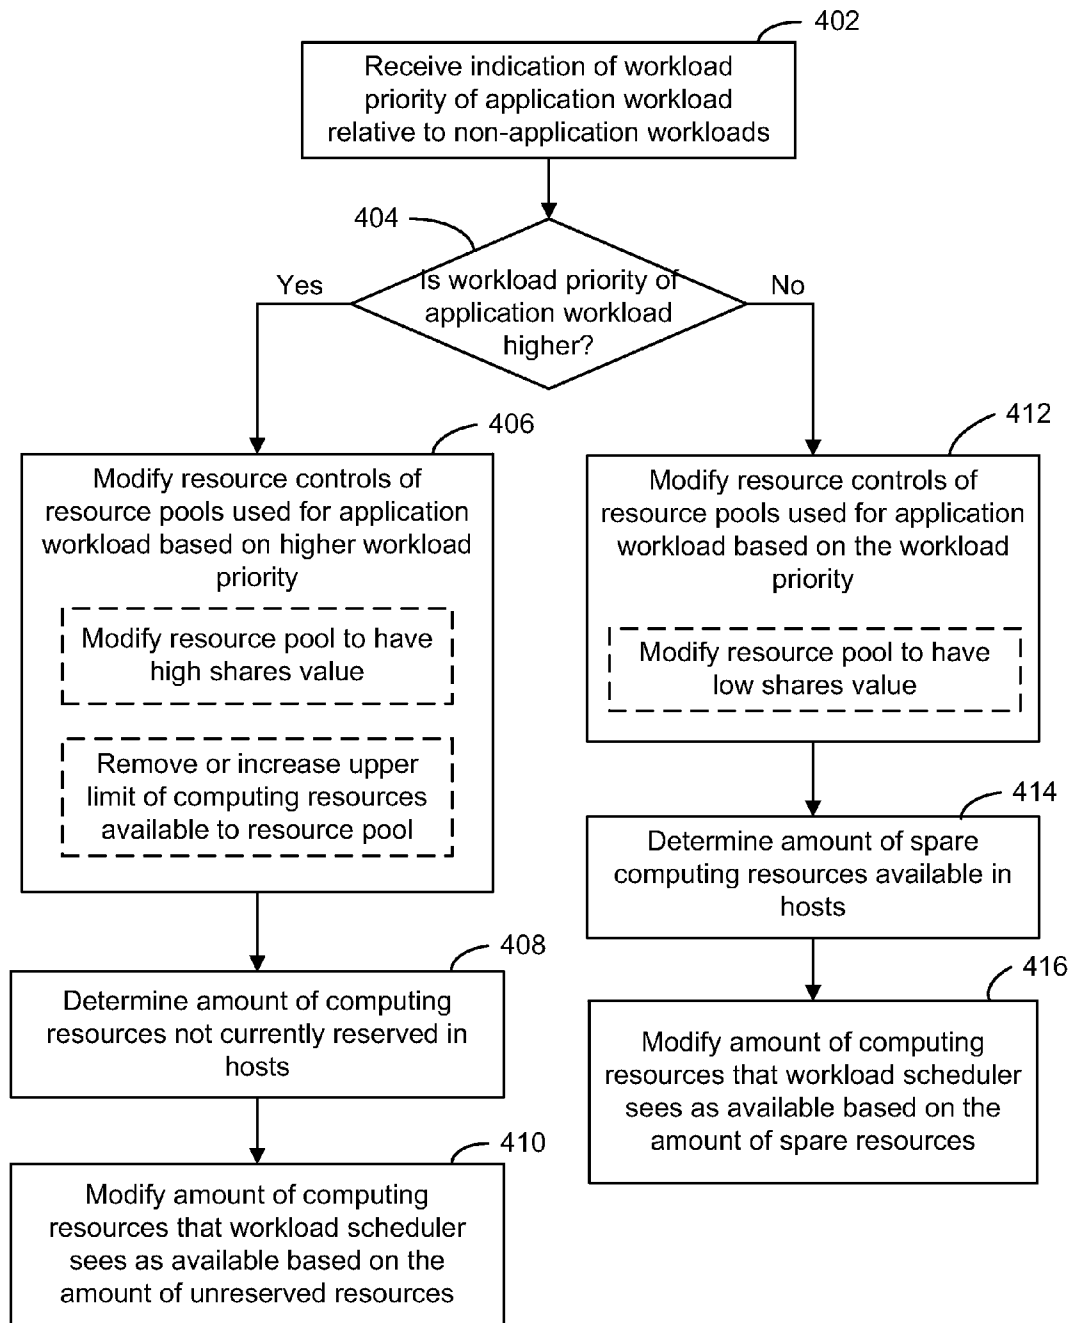 402
Receive indication of workload
priority of application workload
relative to non-application workloads
404
Is workload priority of
application workload
higher?
Yes
No
406
Modify resource controls of
resource pools used for application
workload based on higher workload
priority
Modify resource pool to have
high shares value
Remove or increase upper
limit of computing resources
available to resource pool
408
Determine amount of computing
resources not currently reserved in
hosts
410
Modify amount of computing
resources that workload scheduler
sees as available based on the
amount of unreserved resources
412
Modify resource controls of
resource pools used for application
workload based on the workload
priority
Modify resource pool to have
low shares value
414
Determine amount of spare
computing resources available in
hosts
416
Modify amount of computing
resources that workload scheduler
sees as available based on the
amount of spare resources